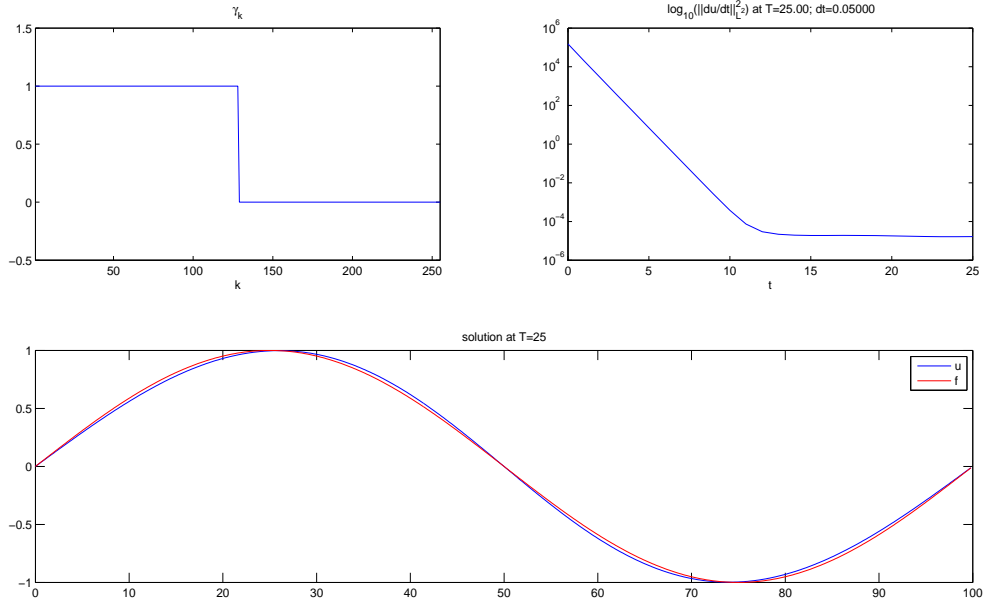 γk
1.5
1
0.5
0
−0.5
50 100 150 200 250
k
log10(||du/dt||2L2) at T=25.00; dt=0.05000
10^6
10^4
10^2
10^0
10^−2
10^−4
10^−6
0 5 10 15 20 25
t
solution at T=25
1
0.5
0
−0.5
−1
0 10 20 30 40 50 60 70 80 90 100
u
f